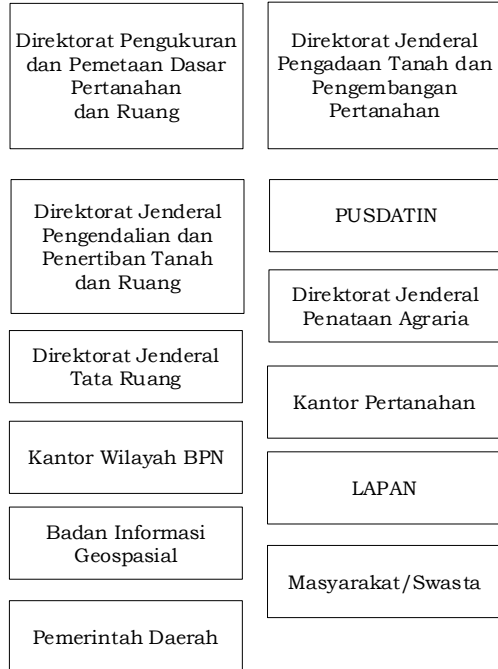 Direktorat Pengukuran
dan Pemetaan Dasar
Pertanahan
dan Ruang
Direktorat Jenderal
Pengadaan Tanah dan
Pengembangan
Pertanahan
Direktorat Jenderal
Pengendalian dan
Penertiban Tanah
dan Ruang
PUSDATIN
Direktorat Jenderal
Penataan Agraria
Direktorat Jenderal
Tata Ruang
Kantor Pertanahan
Kantor Wilayah BPN
LAPAN
Badan Informasi
Geospasial
Masyarakat/Swasta
Pemerintah Daerah